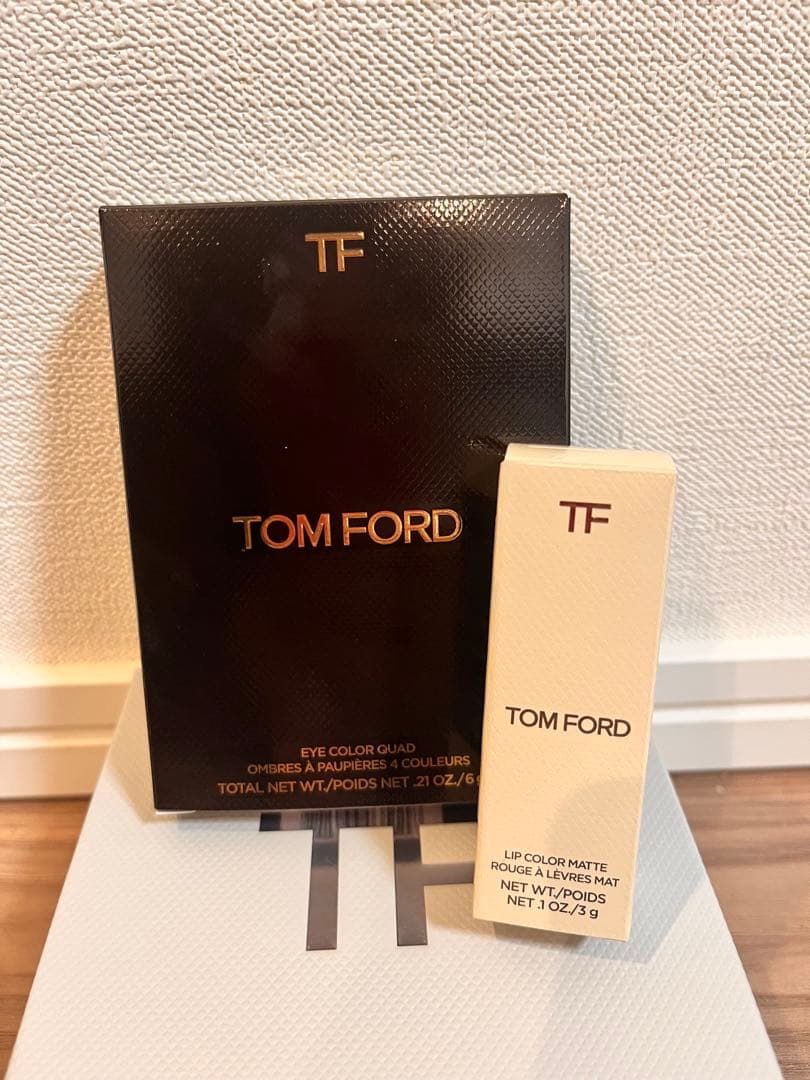 TF
TOM FORD
EYE COLOR QUAD
OMBRES À PAUPIÈRES 4 COULEURS
TOTAL NET WT./POIDS NET .21 OZ./6 g
TF
TOM FORD
LIP COLOR MATTE
ROUGE À LÈVRES MAT
NET WT./POIDS
NET .1 OZ./3 g
TF